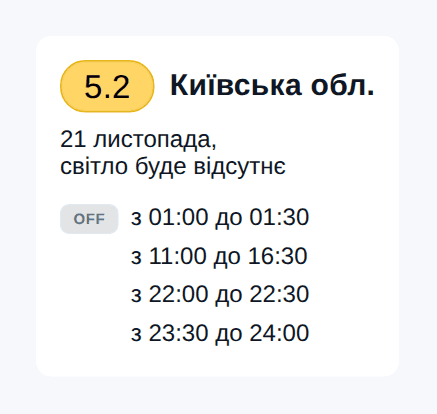 5.2 Київська обл.
21 листопада,
світло буде відсутнє
OFF з 01:00 до 01:30
з 11:00 до 16:30
з 22:00 до 22:30
з 23:30 до 24:00